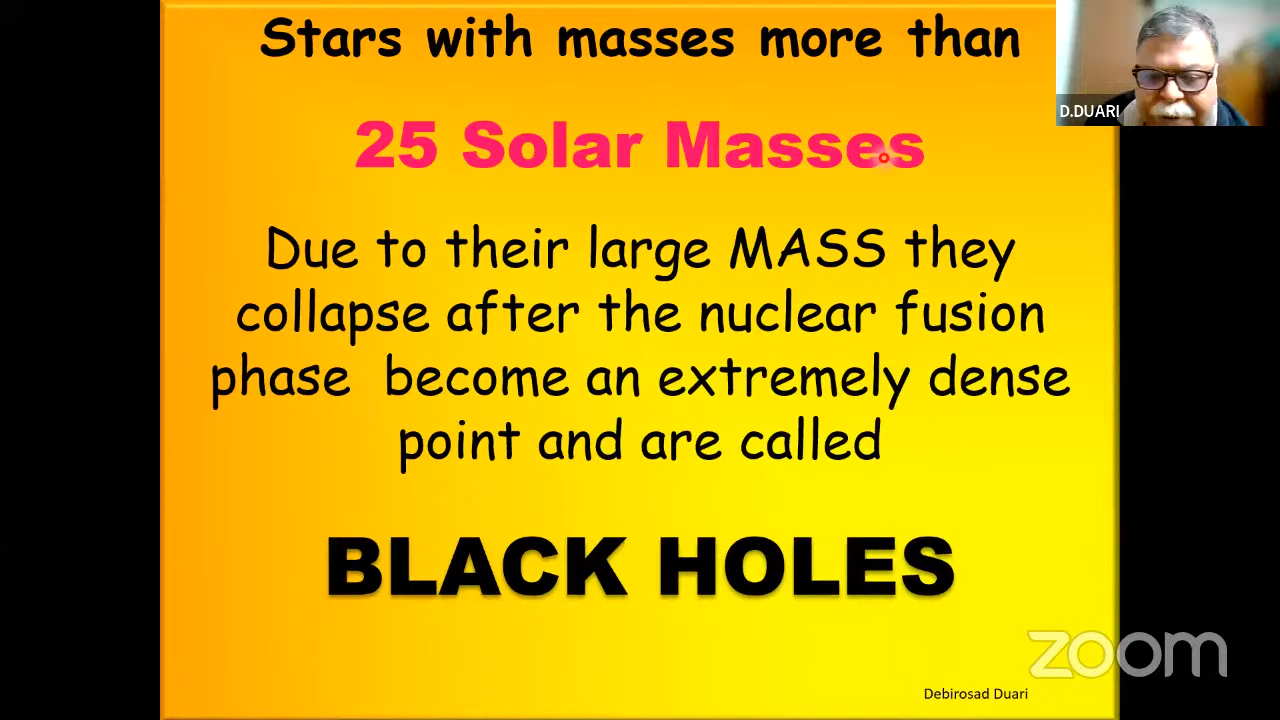 Stars with masses more than
D.DUARI
25 Solar Masses
Due to their large MASS they
collapse after the nuclear fusion
phase become an extremely dense
point and are called
BLACK HOLES
zoom
Debirosad Duari